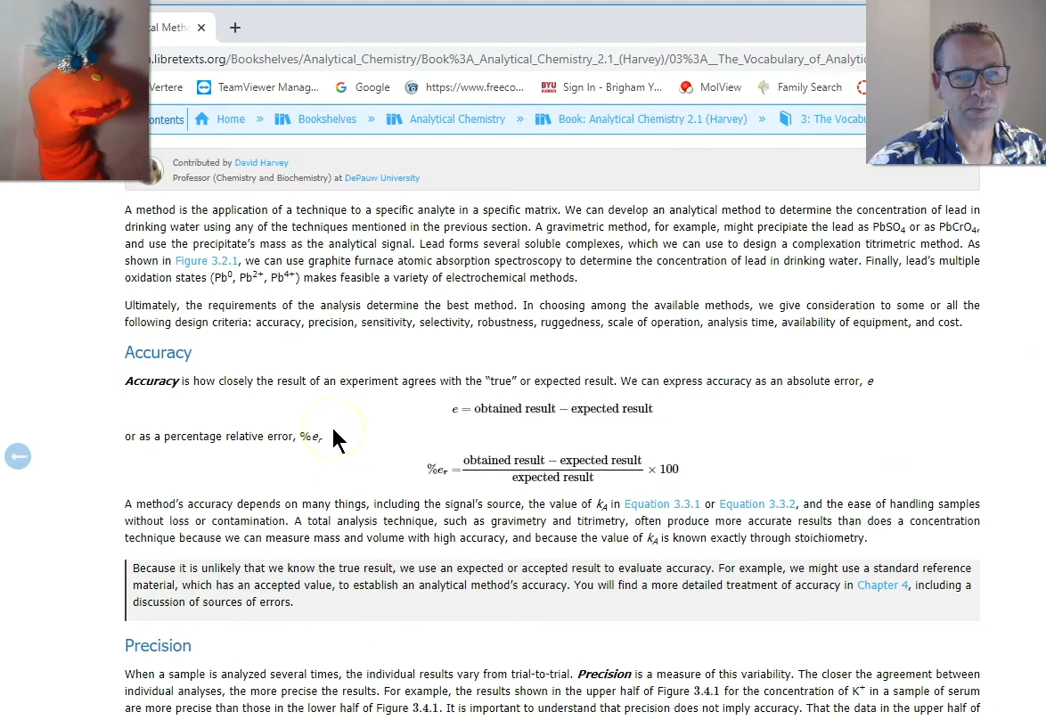 al Meth
.libretexts.org/Bookshelves/Analytical_Chemistry/Book%3A_Analytical_Chemistry_2.1_(Harvey)/03%3A__The_Vocabulary_of_Analytic
Vertere TeamViewer Manag... Google https://www.freeco... BYU Sign In - Brigham Y... MolView Family Search
ontents Home » Bookshelves » Analytical Chemistry » Book: Analytical Chemistry 2.1 (Harvey) » 3: The Vocabu
Contributed by David Harvey
Professor (Chemistry and Biochemistry) at DePauw University
A method is the application of a technique to a specific analyte in a specific matrix. We can develop an analytical method to determine the concentration of lead in
drinking water using any of the techniques mentioned in the previous section. A gravimetric method, for example, might precipiate the lead as PbSO₄ or as PbCrO₄,
and use the precipitate's mass as the analytical signal. Lead forms several soluble complexes, which we can use to design a complexation titrimetric method. As
shown in Figure 3.2.1, we can use graphite furnace atomic absorption spectroscopy to determine the concentration of lead in drinking water. Finally, lead's multiple
oxidation states (Pb⁰, Pb²⁺, Pb⁴⁺) makes feasible a variety of electrochemical methods.
Ultimately, the requirements of the analysis determine the best method. In choosing among the available methods, we give consideration to some or all the
following design criteria: accuracy, precision, sensitivity, selectivity, robustness, ruggedness, scale of operation, analysis time, availability of equipment, and cost.
Accuracy
Accuracy is how closely the result of an experiment agrees with the "true" or expected result. We can express accuracy as an absolute error, e
e = obtained result − expected result
or as a percentage relative error, %eᵣ
%eᵣ = obtained result − expected result / expected result × 100
A method's accuracy depends on many things, including the signal's source, the value of k_A in Equation 3.3.1 or Equation 3.3.2, and the ease of handling samples
without loss or contamination. A total analysis technique, such as gravimetry and titrimetry, often produce more accurate results than does a concentration
technique because we can measure mass and volume with high accuracy, and because the value of k_A is known exactly through stoichiometry.
Because it is unlikely that we know the true result, we use an expected or accepted result to evaluate accuracy. For example, we might use a standard reference
material, which has an accepted value, to establish an analytical method's accuracy. You will find a more detailed treatment of accuracy in Chapter 4, including a
discussion of sources of errors.
Precision
When a sample is analyzed several times, the individual results vary from trial-to-trial. Precision is a measure of this variability. The closer the agreement between
individual analyses, the more precise the results. For example, the results shown in the upper half of Figure 3.4.1 for the concentration of K⁺ in a sample of serum
are more precise than those in the lower half of Figure 3.4.1. It is important to understand that precision does not imply accuracy. That the data in the upper half of